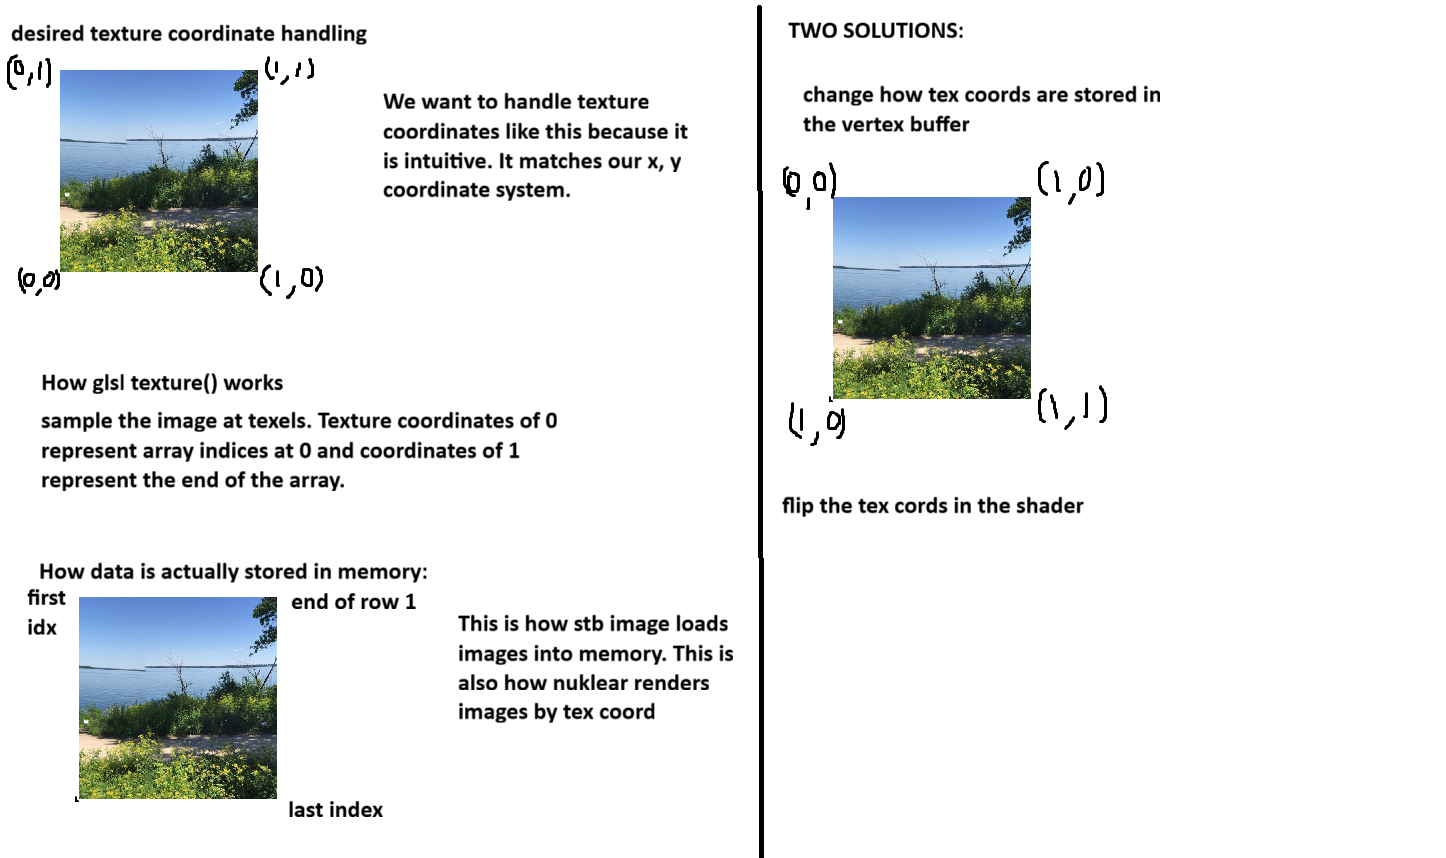 desired texture coordinate handling
(0,1)
(1,1)
We want to handle texture
coordinates like this because it
is intuitive. It matches our x, y
coordinate system.
(0,0)
(1,0)
How glsl texture() works
sample the image at texels. Texture coordinates of 0
represent array indices at 0 and coordinates of 1
represent the end of the array.
How data is actually stored in memory:
first
idx
end of row 1
This is how stb image loads
images into memory. This is
also how nuklear renders
images by tex coord
last index
TWO SOLUTIONS:
change how tex coords are stored in
the vertex buffer
(0,0)
(1,0)
(1,0)
(1,1)
flip the tex cords in the shader